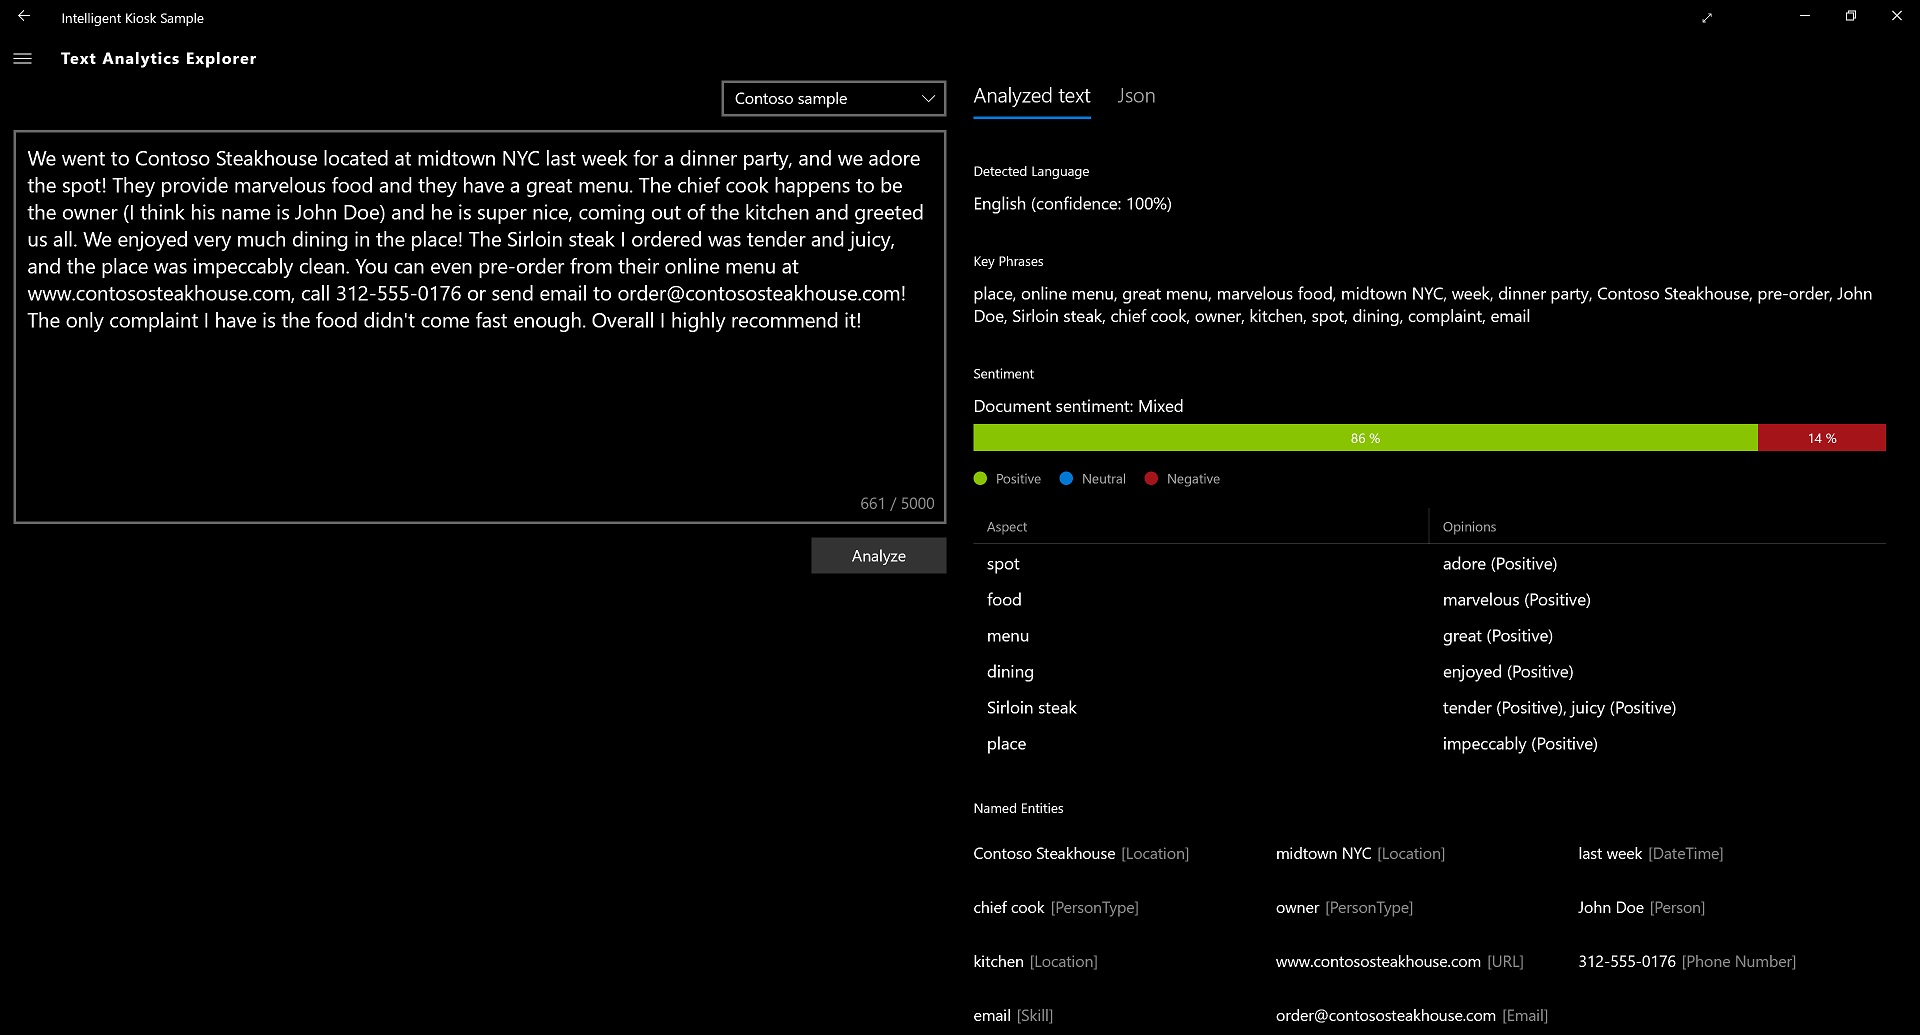 Intelligent Kiosk Sample
Text Analytics Explorer
Contoso sample
We went to Contoso Steakhouse located at midtown NYC last week for a dinner party, and we adore
the spot! They provide marvelous food and they have a great menu. The chief cook happens to be
the owner (I think his name is John Doe) and he is super nice, coming out of the kitchen and greeted
us all. We enjoyed very much dining in the place! The Sirloin steak I ordered was tender and juicy,
and the place was impeccably clean. You can even pre-order from their online menu at
www.contososteakhouse.com, call 312-555-0176 or send email to order@contososteakhouse.com!
The only complaint I have is the food didn't come fast enough. Overall I highly recommend it!
661 / 5000
Analyze
Analyzed text Json
Detected Language
English (confidence: 100%)
Key Phrases
place, online menu, great menu, marvelous food, midtown NYC, week, dinner party, Contoso Steakhouse, pre-order, John
Doe, Sirloin steak, chief cook, owner, kitchen, spot, dining, complaint, email
Sentiment
Document sentiment: Mixed
86 % 14 %
Positive Neutral Negative
Aspect Opinions
spot adore (Positive)
food marvelous (Positive)
menu great (Positive)
dining enjoyed (Positive)
Sirloin steak tender (Positive), juicy (Positive)
place impeccably (Positive)
Named Entities
Contoso Steakhouse [Location] midtown NYC [Location] last week [DateTime]
chief cook [PersonType] owner [PersonType] John Doe [Person]
kitchen [Location] www.contososteakhouse.com [URL] 312-555-0176 [Phone Number]
email [Skill] order@contososteakhouse.com [Email]